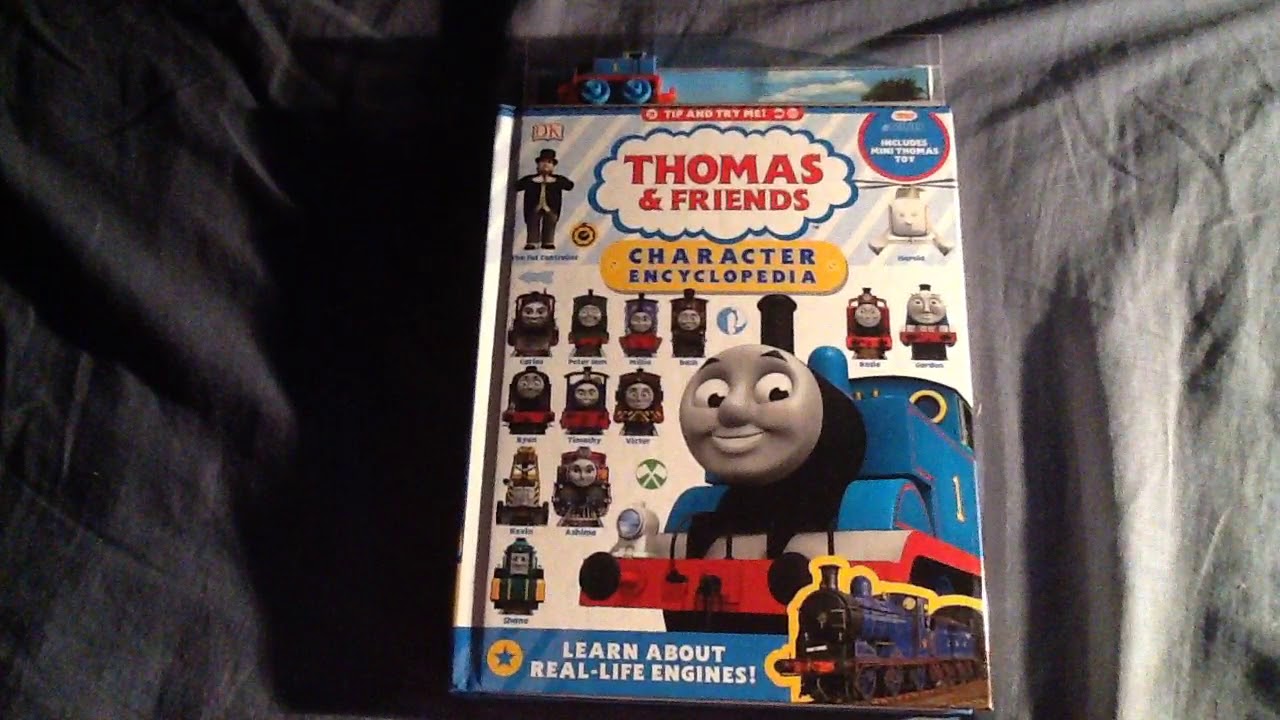 TIP AND TRY ME!
DK
INCLUDES
MINI THOMAS
TOY
THOMAS
& FRIENDS
The Fat Controller
Harold
CHARACTER
ENCYCLOPEDIA
Carlos
Peter Sam
Millie
Bash
Rosie
Gordon
Ryan
Timothy
Victor
Kevin
Ashima
Shane
1
LEARN ABOUT
REAL-LIFE ENGINES!